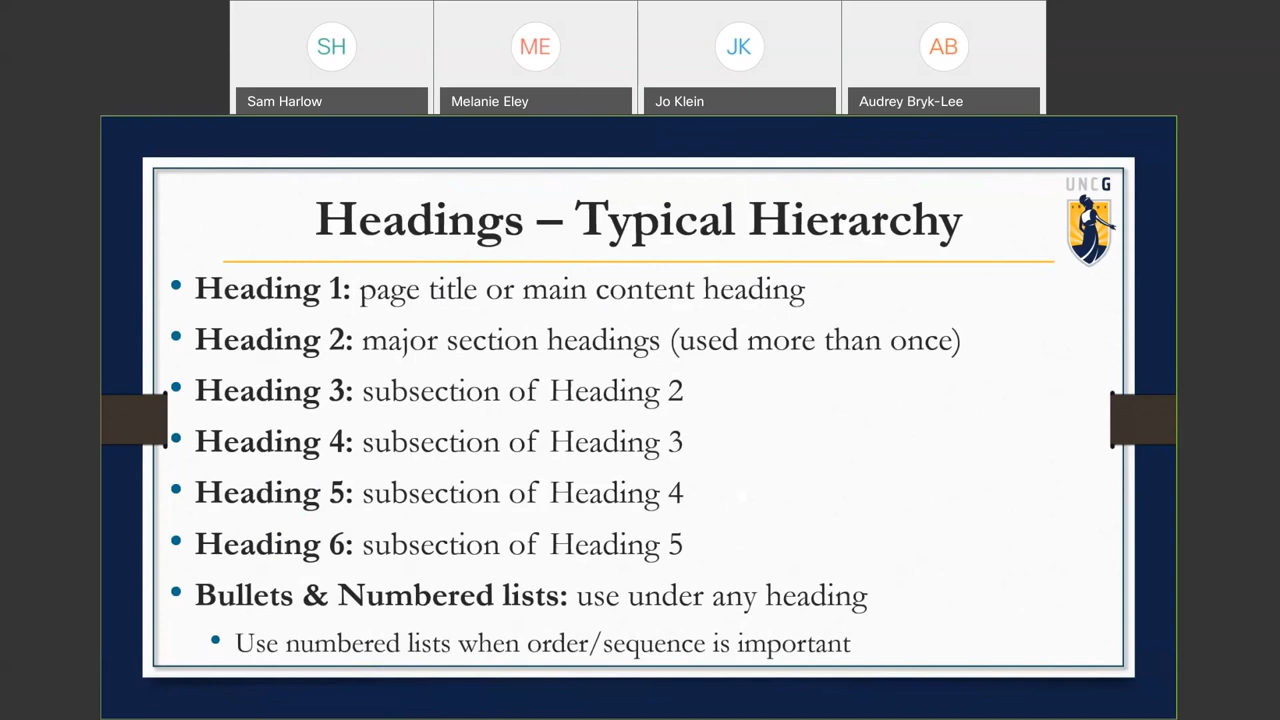 SH
ME
JK
AB
Sam Harlow
Melanie Eley
Jo Klein
Audrey Bryk-Lee
UNCG
Headings – Typical Hierarchy
• Heading 1: page title or main content heading
• Heading 2: major section headings (used more than once)
• Heading 3: subsection of Heading 2
• Heading 4: subsection of Heading 3
• Heading 5: subsection of Heading 4
• Heading 6: subsection of Heading 5
• Bullets & Numbered lists: use under any heading
• Use numbered lists when order/sequence is important